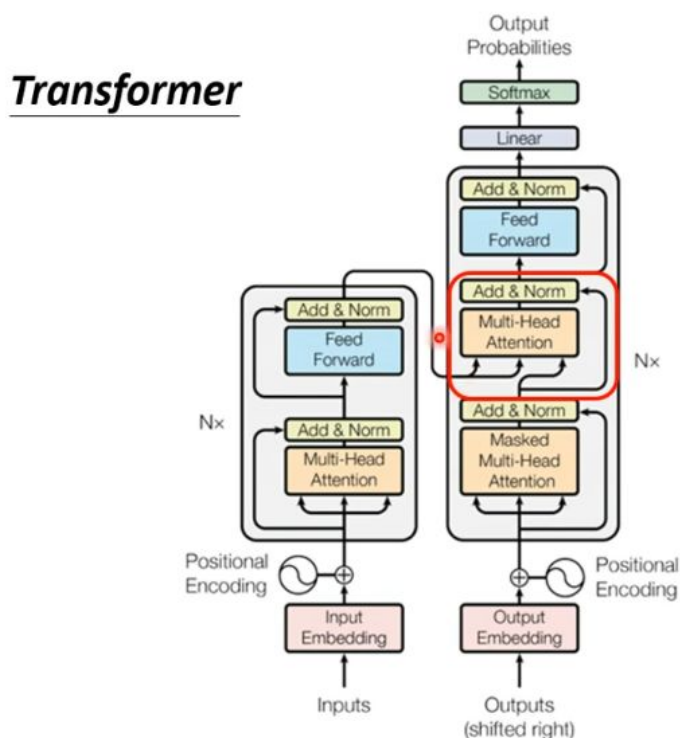 Transformer
Output
Probabilities
Softmax
Linear
Add & Norm
Feed
Forward
Add & Norm
Multi-Head
Attention
Nx
Add & Norm
Masked
Multi-Head
Attention
Positional
Encoding
Output
Embedding
Outputs
(shifted right)
Add & Norm
Feed
Forward
Nx
Add & Norm
Multi-Head
Attention
Positional
Encoding
Input
Embedding
Inputs